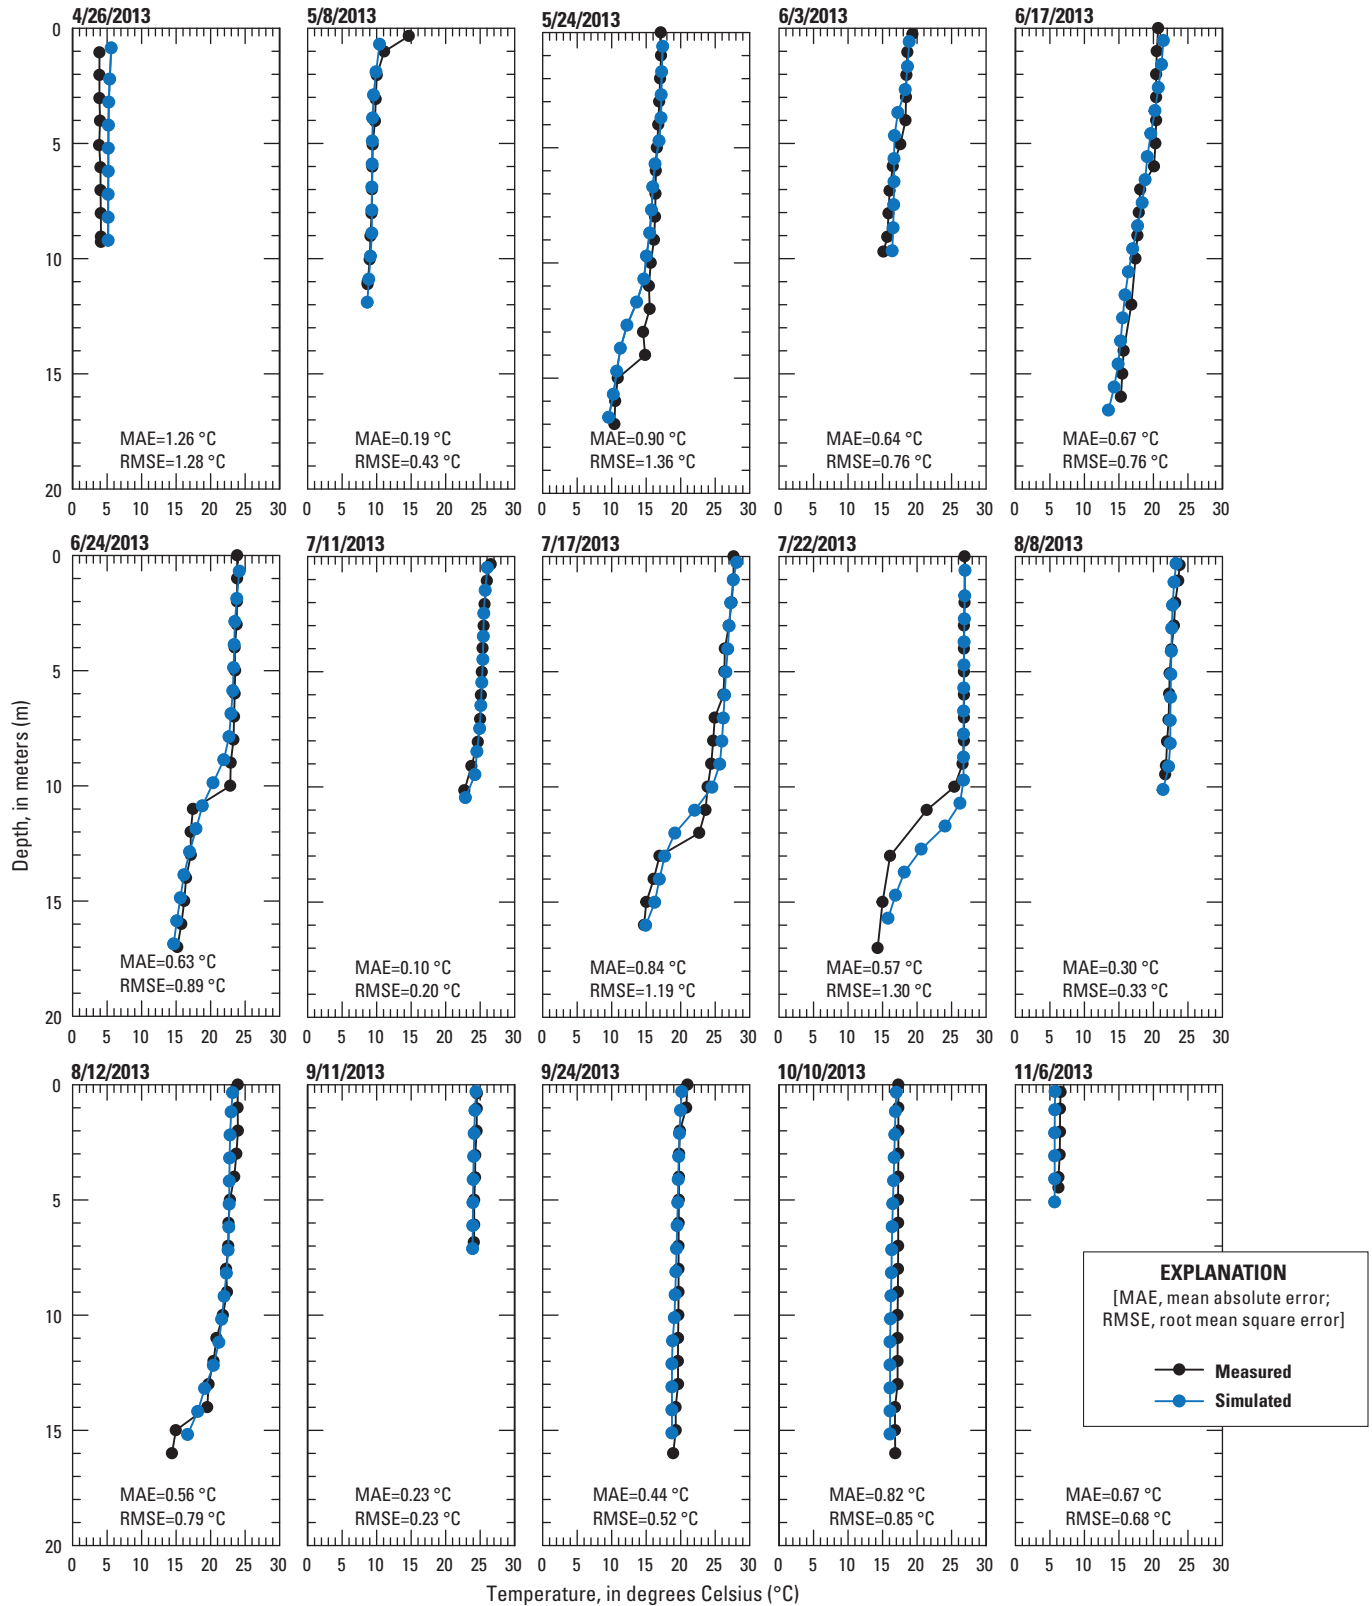 4/26/2013
5/8/2013
5/24/2013
6/3/2013
6/17/2013
0
5
10
15
20
MAE=1.26 °C
RMSE=1.28 °C
MAE=0.19 °C
RMSE=0.43 °C
MAE=0.90 °C
RMSE=1.36 °C
MAE=0.64 °C
RMSE=0.76 °C
MAE=0.67 °C
RMSE=0.76 °C
0 5 10 15 20 25 30
0 5 10 15 20 25 30
0 5 10 15 20 25 30
0 5 10 15 20 25 30
0 5 10 15 20 25 30
6/24/2013
7/11/2013
7/17/2013
7/22/2013
8/8/2013
0
5
10
15
20
Depth, in meters (m)
MAE=0.63 °C
RMSE=0.89 °C
MAE=0.10 °C
RMSE=0.20 °C
MAE=0.84 °C
RMSE=1.19 °C
MAE=0.57 °C
RMSE=1.30 °C
MAE=0.30 °C
RMSE=0.33 °C
0 5 10 15 20 25 30
0 5 10 15 20 25 30
0 5 10 15 20 25 30
0 5 10 15 20 25 30
0 5 10 15 20 25 30
8/12/2013
9/11/2013
9/24/2013
10/10/2013
11/6/2013
0
5
10
15
20
MAE=0.56 °C
RMSE=0.79 °C
MAE=0.23 °C
RMSE=0.23 °C
MAE=0.44 °C
RMSE=0.52 °C
MAE=0.82 °C
RMSE=0.85 °C
MAE=0.67 °C
RMSE=0.68 °C
0 5 10 15 20 25 30
0 5 10 15 20 25 30
0 5 10 15 20 25 30
0 5 10 15 20 25 30
0 5 10 15 20 25 30
Temperature, in degrees Celsius (°C)
EXPLANATION
[MAE, mean absolute error;
RMSE, root mean square error]
Measured
Simulated